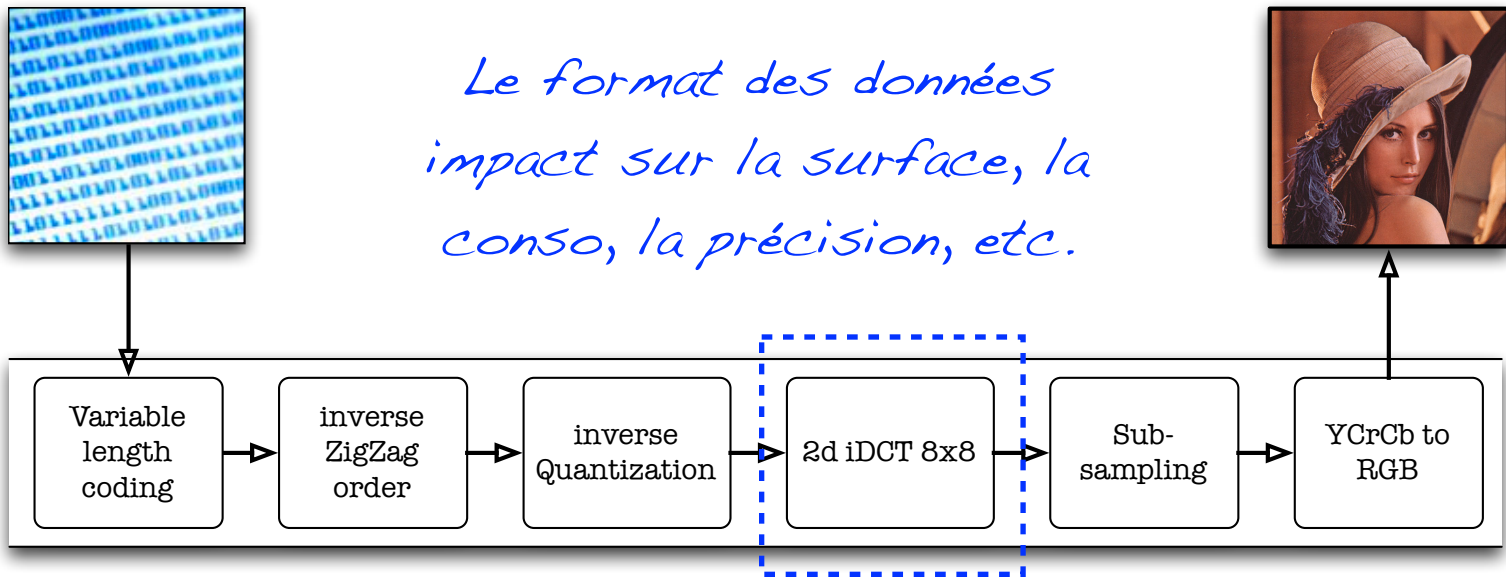 Le format des données
impact sur la surface, la
conso, la précision, etc.
Variable
length
coding
inverse
ZigZag
order
inverse
Quantization
2d iDCT 8x8
Sub-
sampling
YCrCb to
RGB